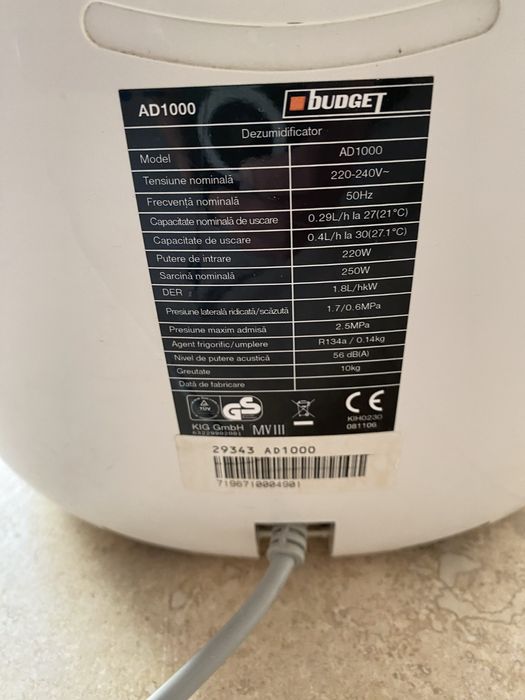 AD1000 BUDGET
Dezumidificator
Model AD1000
Tensiune nominală 220-240V~
Frecvență nominală 50Hz
Capacitate nominală de uscare 0.29L/h la 27(21°C)
Capacitate de uscare 0.4L/h la 30(27.1°C)
Putere de intrare 220W
Sarcină nominală 250W
DER 1.8L/hkW
Presiune laterală ridicată/scăzută 1.7/0.6MPa
Presiune maxim admisă 2.5MPa
Agent frigorific/umplere R134a / 0.14kg
Nivel de putere acustică 56 dB(A)
Greutate 10kg
Dată de fabricare
TUV GS CE
KIG GmbH MV III KIH0230
081106
29343 AD1000
7196710004901